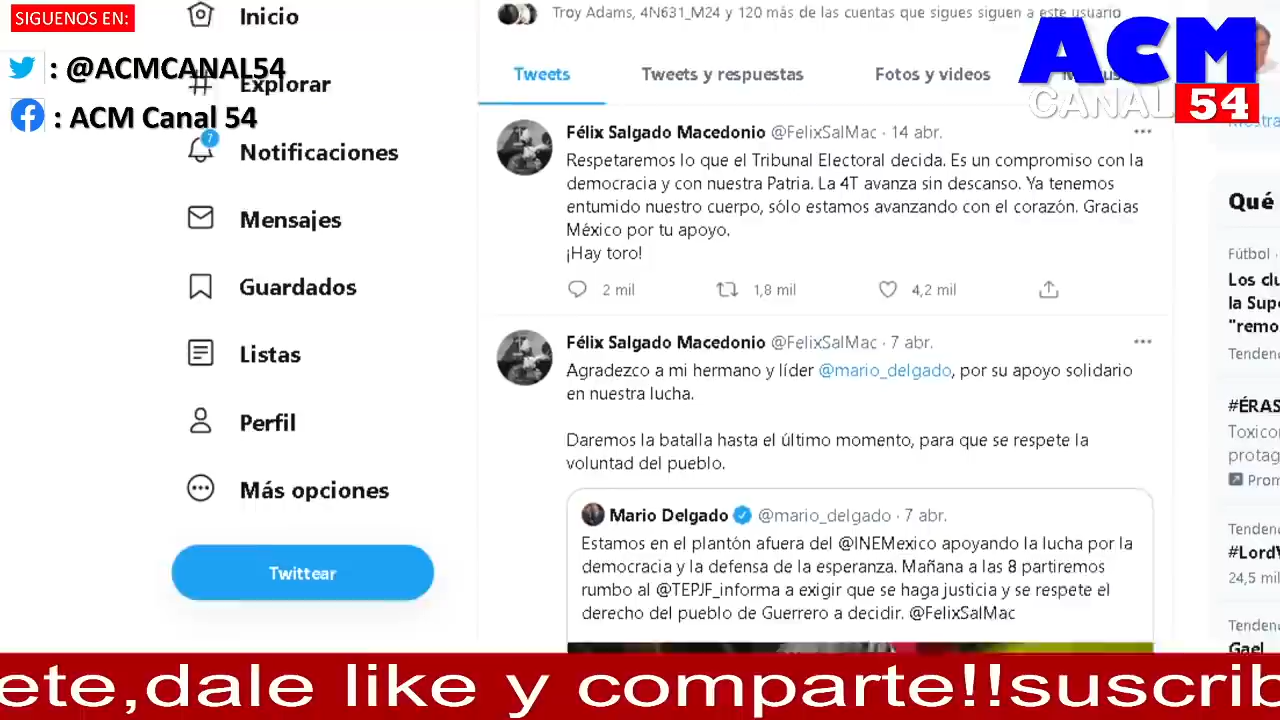 SIGUENOS EN:
: @ACMCANAL54
: ACM Canal 54
Inicio
Explorar
7
Notificaciones
Mensajes
Guardados
Listas
Perfil
Más opciones
Twittear
Troy Adams, 4N631_M24 y 120 más de las cuentas que sigues siguen a este usuario
Tweets
Tweets y respuestas
Fotos y videos
Félix Salgado Macedonio @FelixSalMac · 14 abr.
Respetaremos lo que el Tribunal Electoral decida. Es un compromiso con la
democracia y con nuestra Patria. La 4T avanza sin descanso. Ya tenemos
entumido nuestro cuerpo, sólo estamos avanzando con el corazón. Gracias
México por tu apoyo.
¡Hay toro!
2 mil
1,8 mil
4,2 mil
Félix Salgado Macedonio @FelixSalMac · 7 abr.
Agradezco a mi hermano y líder @mario_delgado, por su apoyo solidario
en nuestra lucha.
Daremos la batalla hasta el último momento, para que se respete la
voluntad del pueblo.
Mario Delgado @mario_delgado · 7 abr.
Estamos en el plantón afuera del @INEMexico apoyando la lucha por la
democracia y la defensa de la esperanza. Mañana a las 8 partiremos
rumbo al @TEPJF_informa a exigir que se haga justicia y se respete el
derecho del pueblo de Guerrero a decidir. @FelixSalMac
ACM
CANAL 54
Mostra
Qué
Fútbol ·
Los clu
la Supe
"remo
Tendenc
#ÉRAS
Toxico
protag
Prom
Tendenc
#LordV
24,5 mil
Tendenc
Gael
ete,dale like y comparte!!suscrib